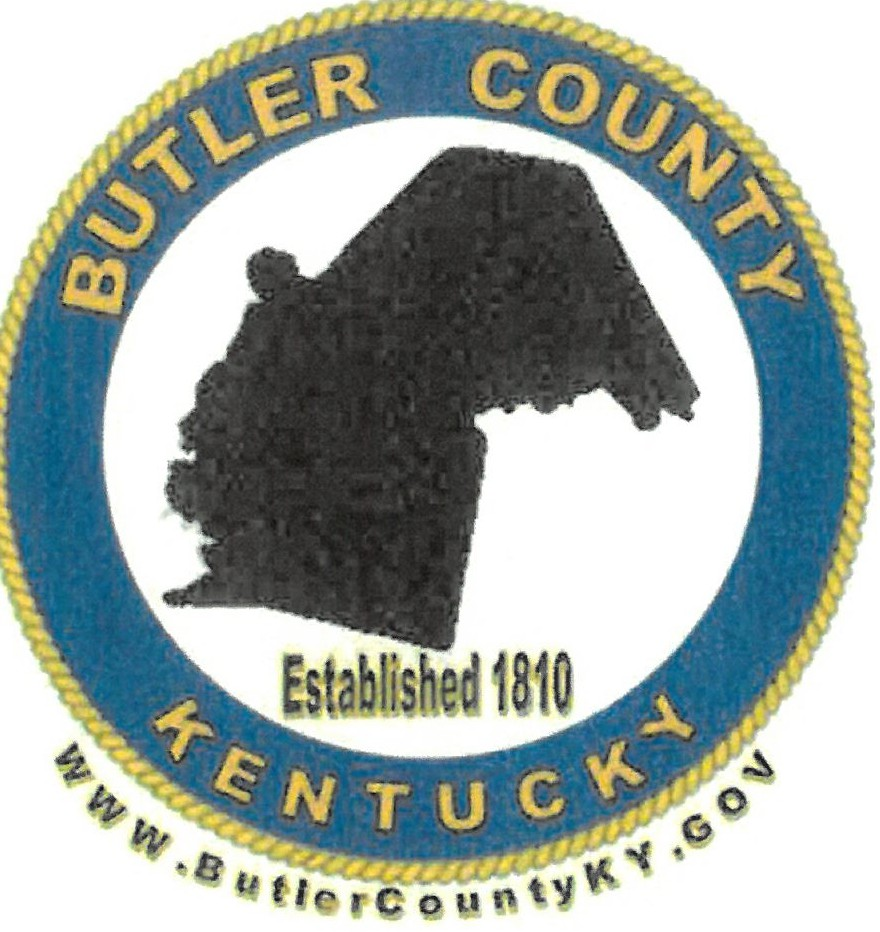 BUTLER COUNTY
Established 1810
KENTUCKY
www.ButlerCountyKY.GOV